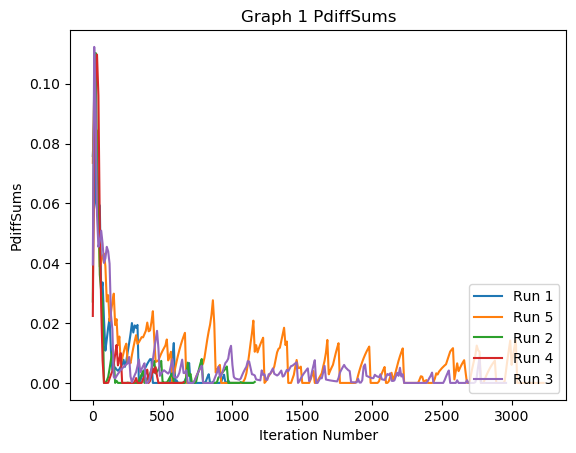 Graph 1 PdiffSums
PdiffSums
0.10
0.08
0.06
0.04
0.02
0.00
0
500
1000
1500
2000
2500
3000
Iteration Number
Run 1
Run 5
Run 2
Run 4
Run 3